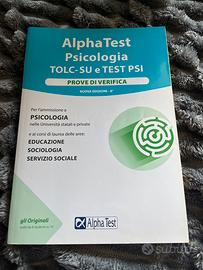 AlphaTest
Psicologia
TOLC-SU e TEST PSI
PROVE DI VERIFICA
Per l'ammissione a
PSICOLOGIA
nelle Università statali e private
e ai corsi di laurea delle aree:
EDUCAZIONE
SOCIOLOGIA
SERVIZIO SOCIALE
gli Originali
Alpha Test
subito